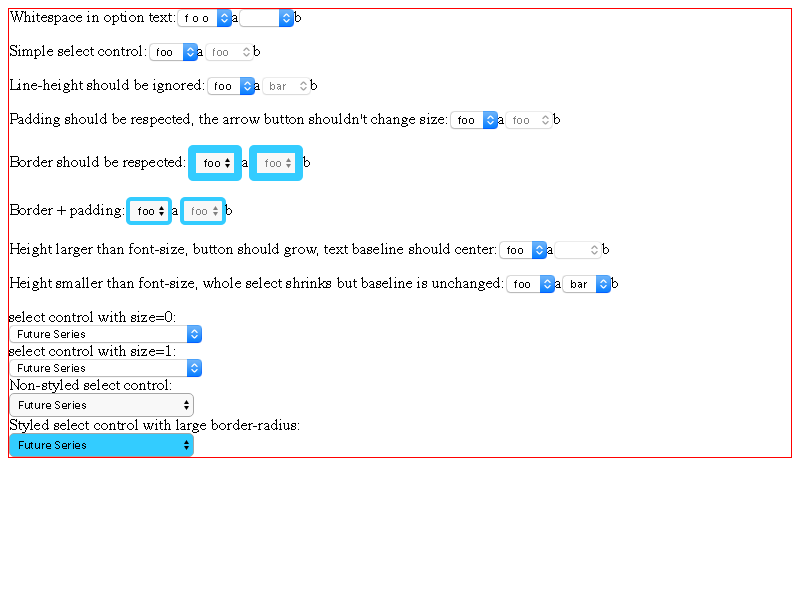 Whitespace in option text: f o o a b
Simple select control: foo a foo b
Line-height should be ignored: foo a bar b
Padding should be respected, the arrow button shouldn't change size: foo a foo b
Border should be respected: foo a foo b
Border + padding: foo a foo b
Height larger than font-size, button should grow, text baseline should center: foo a b
Height smaller than font-size, whole select shrinks but baseline is unchanged: foo a bar b
select control with size=0:
Future Series
select control with size=1:
Future Series
Non-styled select control:
Future Series
Styled select control with large border-radius:
Future Series